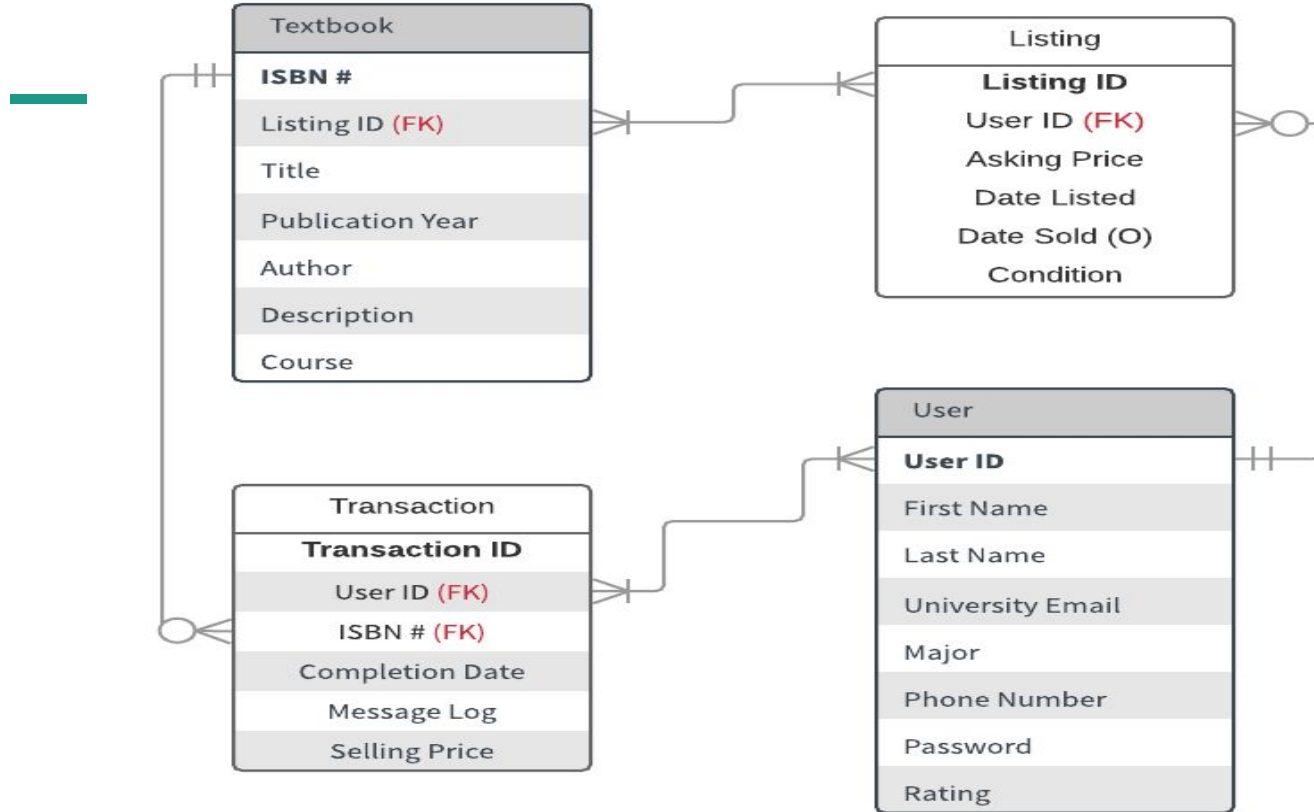 Textbook
ISBN #
Listing ID (FK)
Title
Publication Year
Author
Description
Course
Listing
Listing ID
User ID (FK)
Asking Price
Date Listed
Date Sold (O)
Condition
Transaction
Transaction ID
User ID (FK)
ISBN # (FK)
Completion Date
Message Log
Selling Price
User
User ID
First Name
Last Name
University Email
Major
Phone Number
Password
Rating